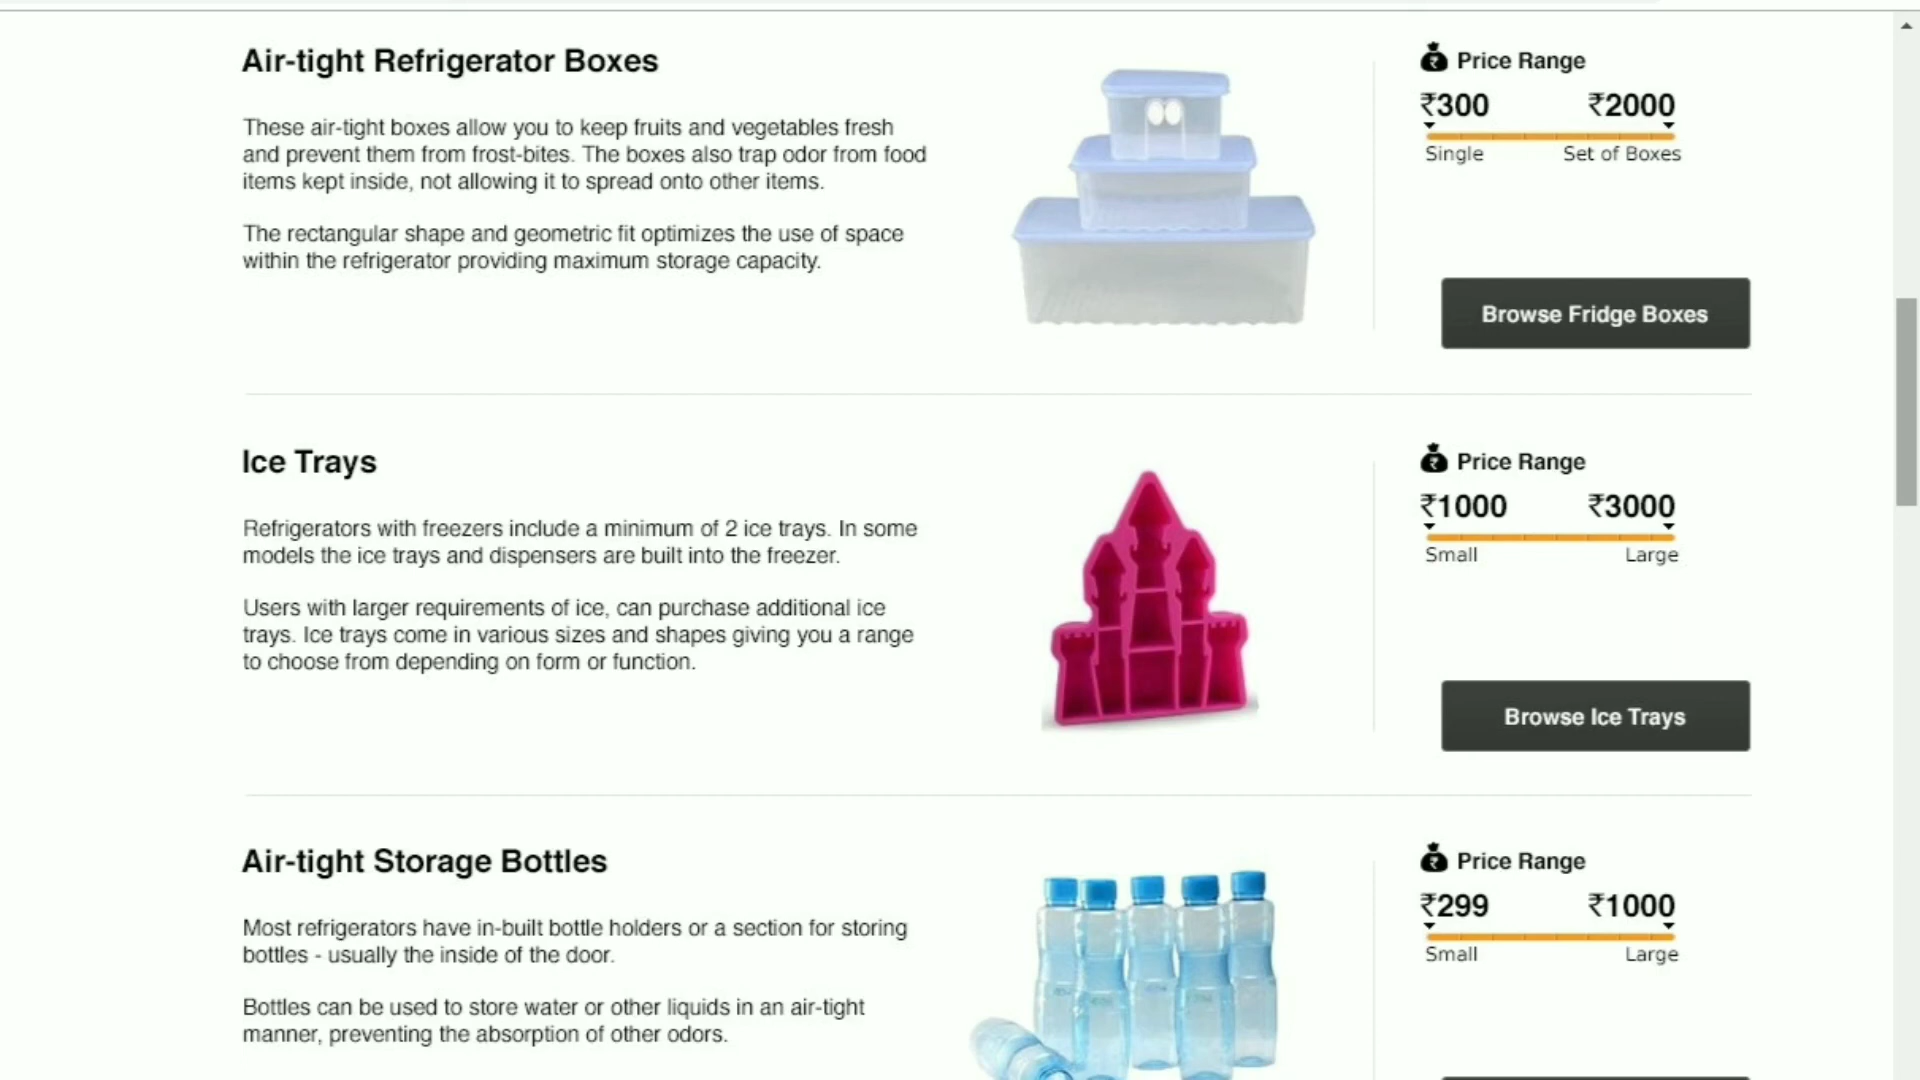 Air-tight Refrigerator Boxes
These air-tight boxes allow you to keep fruits and vegetables fresh
and prevent them from frost-bites. The boxes also trap odor from food
items kept inside, not allowing it to spread onto other items.
The rectangular shape and geometric fit optimizes the use of space
within the refrigerator providing maximum storage capacity.
Price Range
₹300 ₹2000
Single Set of Boxes
Browse Fridge Boxes
Ice Trays
Refrigerators with freezers include a minimum of 2 ice trays. In some
models the ice trays and dispensers are built into the freezer.
Users with larger requirements of ice, can purchase additional ice
trays. Ice trays come in various sizes and shapes giving you a range
to choose from depending on form or function.
Price Range
₹1000 ₹3000
Small Large
Browse Ice Trays
Air-tight Storage Bottles
Most refrigerators have in-built bottle holders or a section for storing
bottles - usually the inside of the door.
Bottles can be used to store water or other liquids in an air-tight
manner, preventing the absorption of other odors.
Price Range
₹299 ₹1000
Small Large